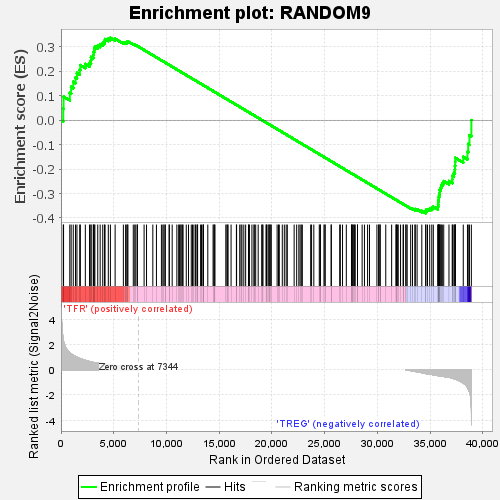 Enrichment plot: RANDOM9
Enrichment score (ES)
0.3
0.2
0.1
0.0
-0.1
-0.2
-0.3
-0.4
'TFR' (positively correlated)
Ranked list metric (Signal2Noise)
4
2
0
-2
-4
Zero cross at 7344
'TREG' (negatively correlated)
0 5,000 10,000 15,000 20,000 25,000 30,000 35,000 40,000
Rank in Ordered Dataset
Enrichment profile Hits Ranking metric scores